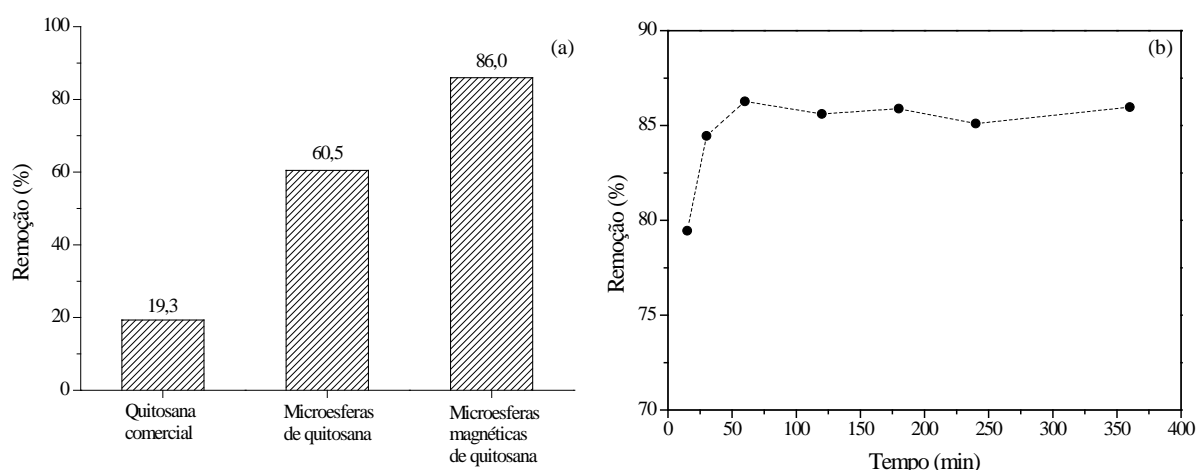 (a)
Remoção (%)
100
80
60
40
20
0
19,3
60,5
86,0
Quitosana
comercial
Microesferas
de quitosana
Microesferas
magnéticas
de quitosana
(b)
Remoção (%)
90
85
80
75
70
0 50 100 150 200 250 300 350 400
Tempo (min)